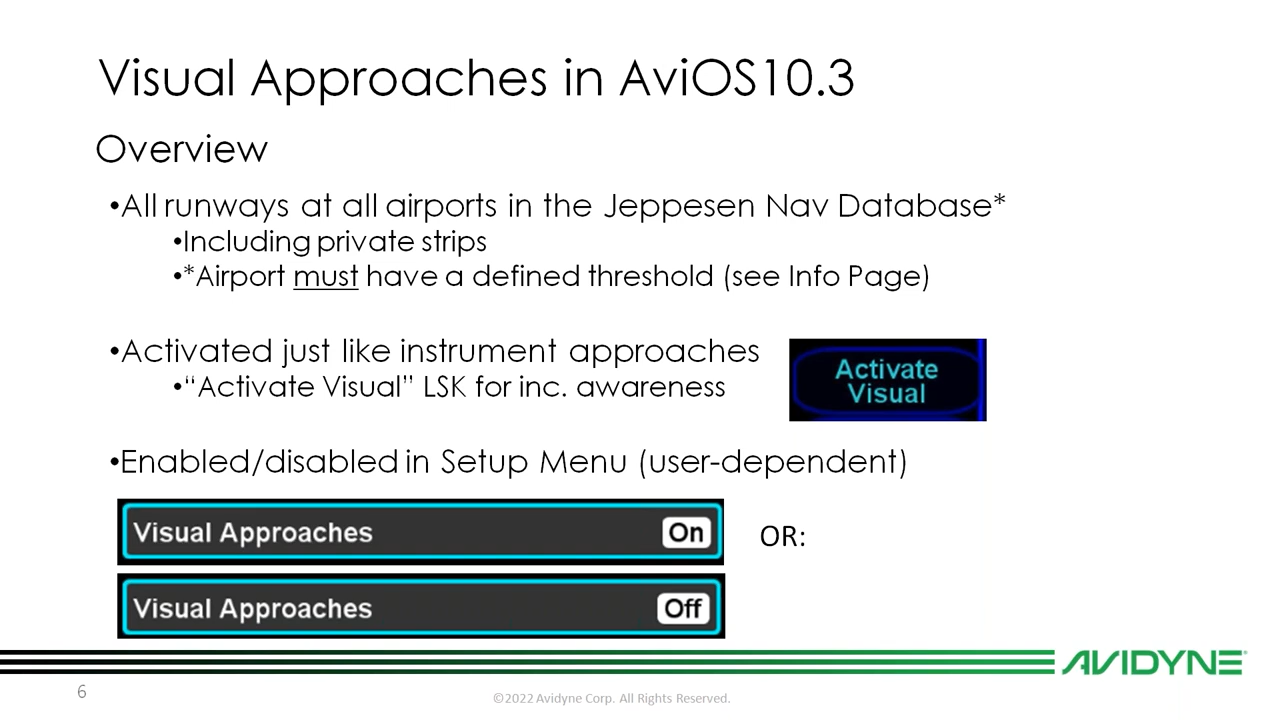 Visual Approaches in AviOS10.3
Overview
•All runways at all airports in the Jeppesen Nav Database*
•Including private strips
•*Airport must have a defined threshold (see Info Page)
•Activated just like instrument approaches
•“Activate Visual” LSK for inc. awareness
Activate
Visual
•Enabled/disabled in Setup Menu (user-dependent)
Visual Approaches On
OR:
Visual Approaches Off
AVIDYNE®
6
©2022 Avidyne Corp. All Rights Reserved.